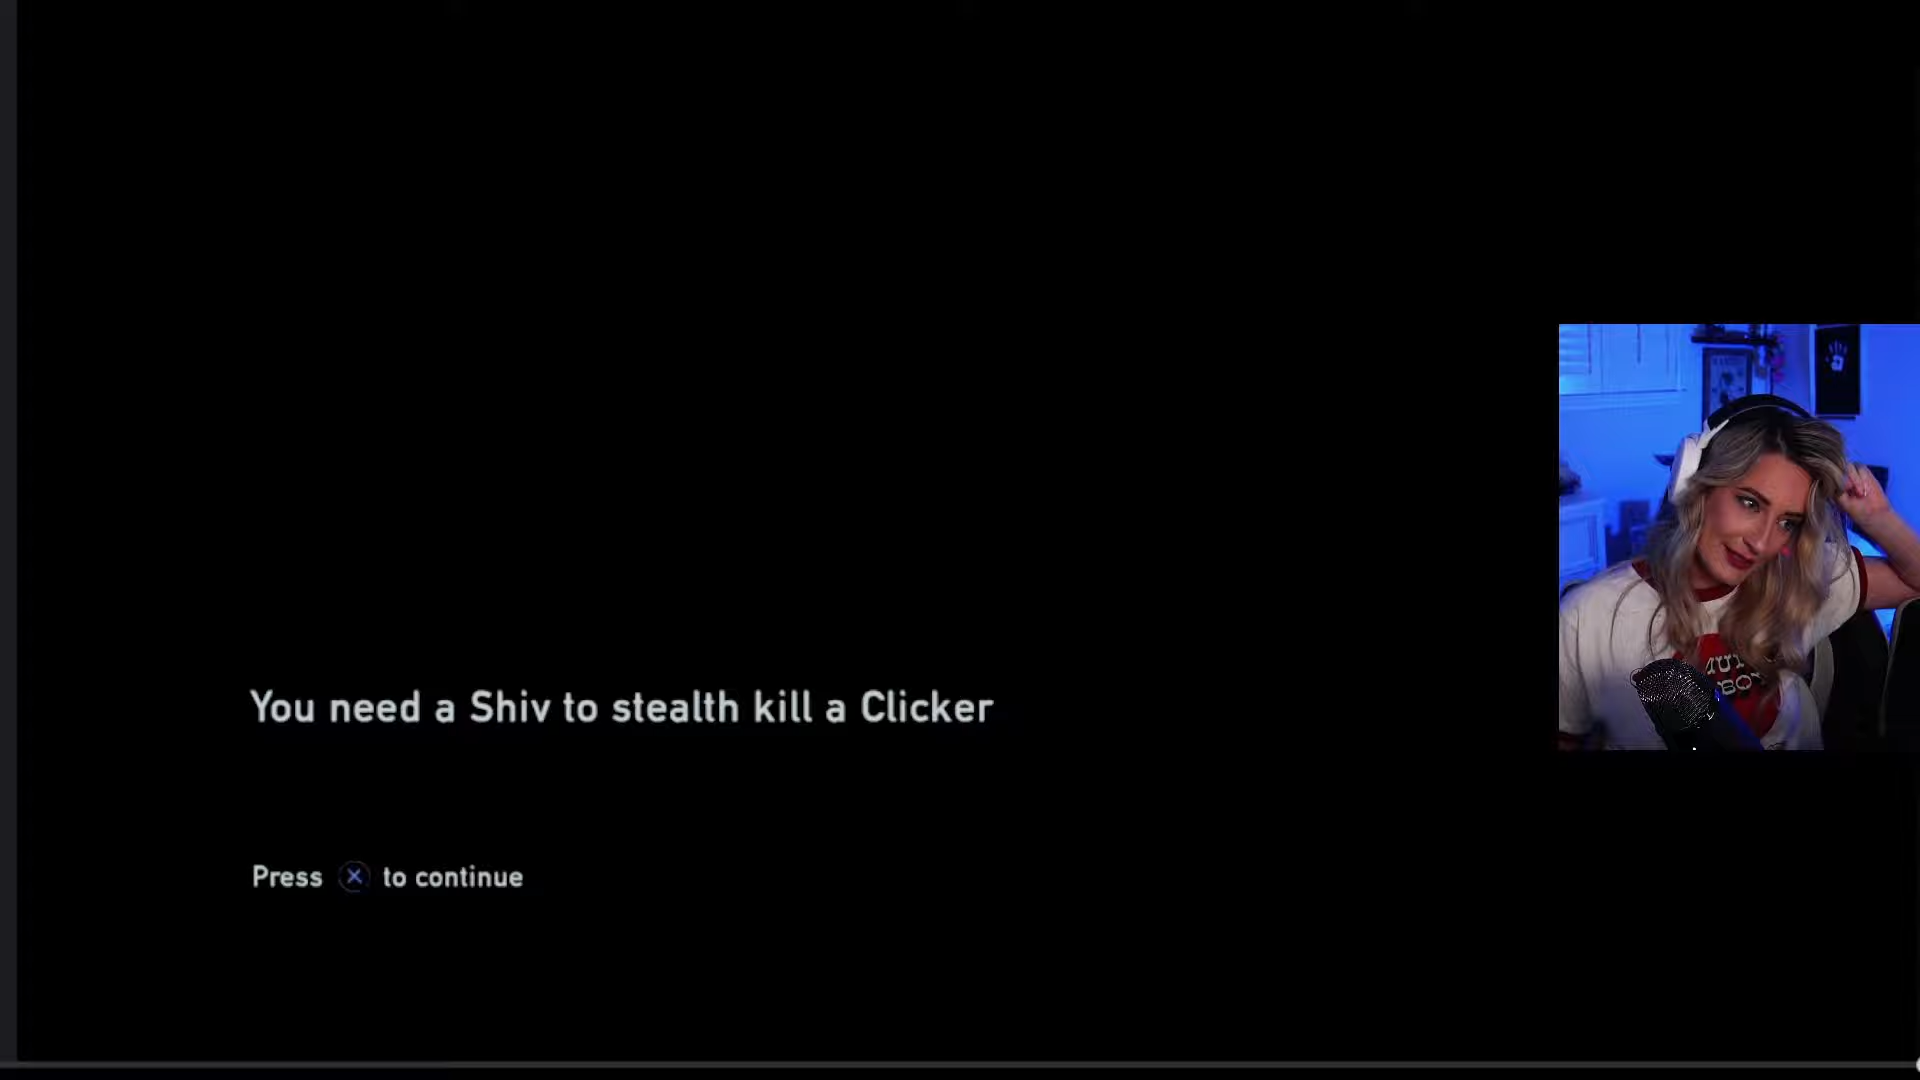 You need a Shiv to stealth kill a Clicker
Press ⓧ to continue